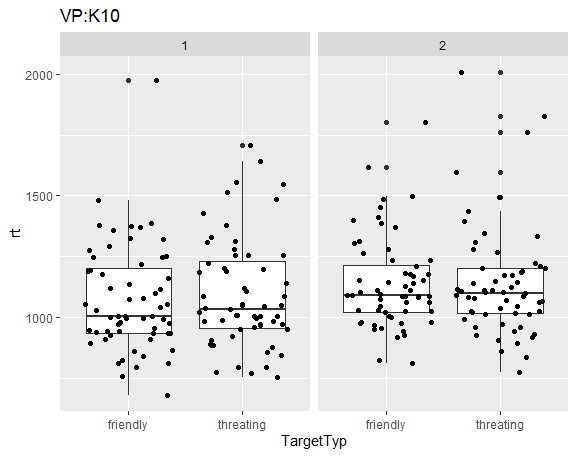 VP:K10
1
2
2000
1500
1000
rt
friendly
threating
friendly
threating
TargetTyp